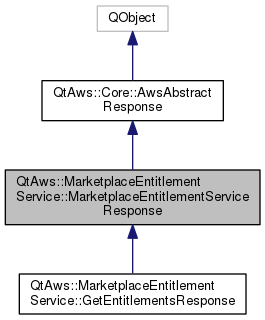 QObject
QtAws::Core::AwsAbstract
Response
QtAws::MarketplaceEntitlement
Service::MarketplaceEntitlementService
Response
QtAws::MarketplaceEntitlement
Service::GetEntitlementsResponse